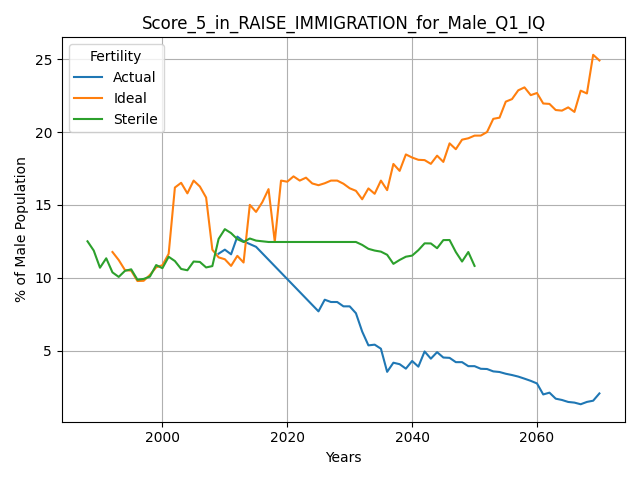 Score_5_in_RAISE_IMMIGRATION_for_Male_Q1_IQ
Fertility
Actual
Ideal
Sterile
% of Male Population
25
20
15
10
5
2000 2020 2040 2060
Years